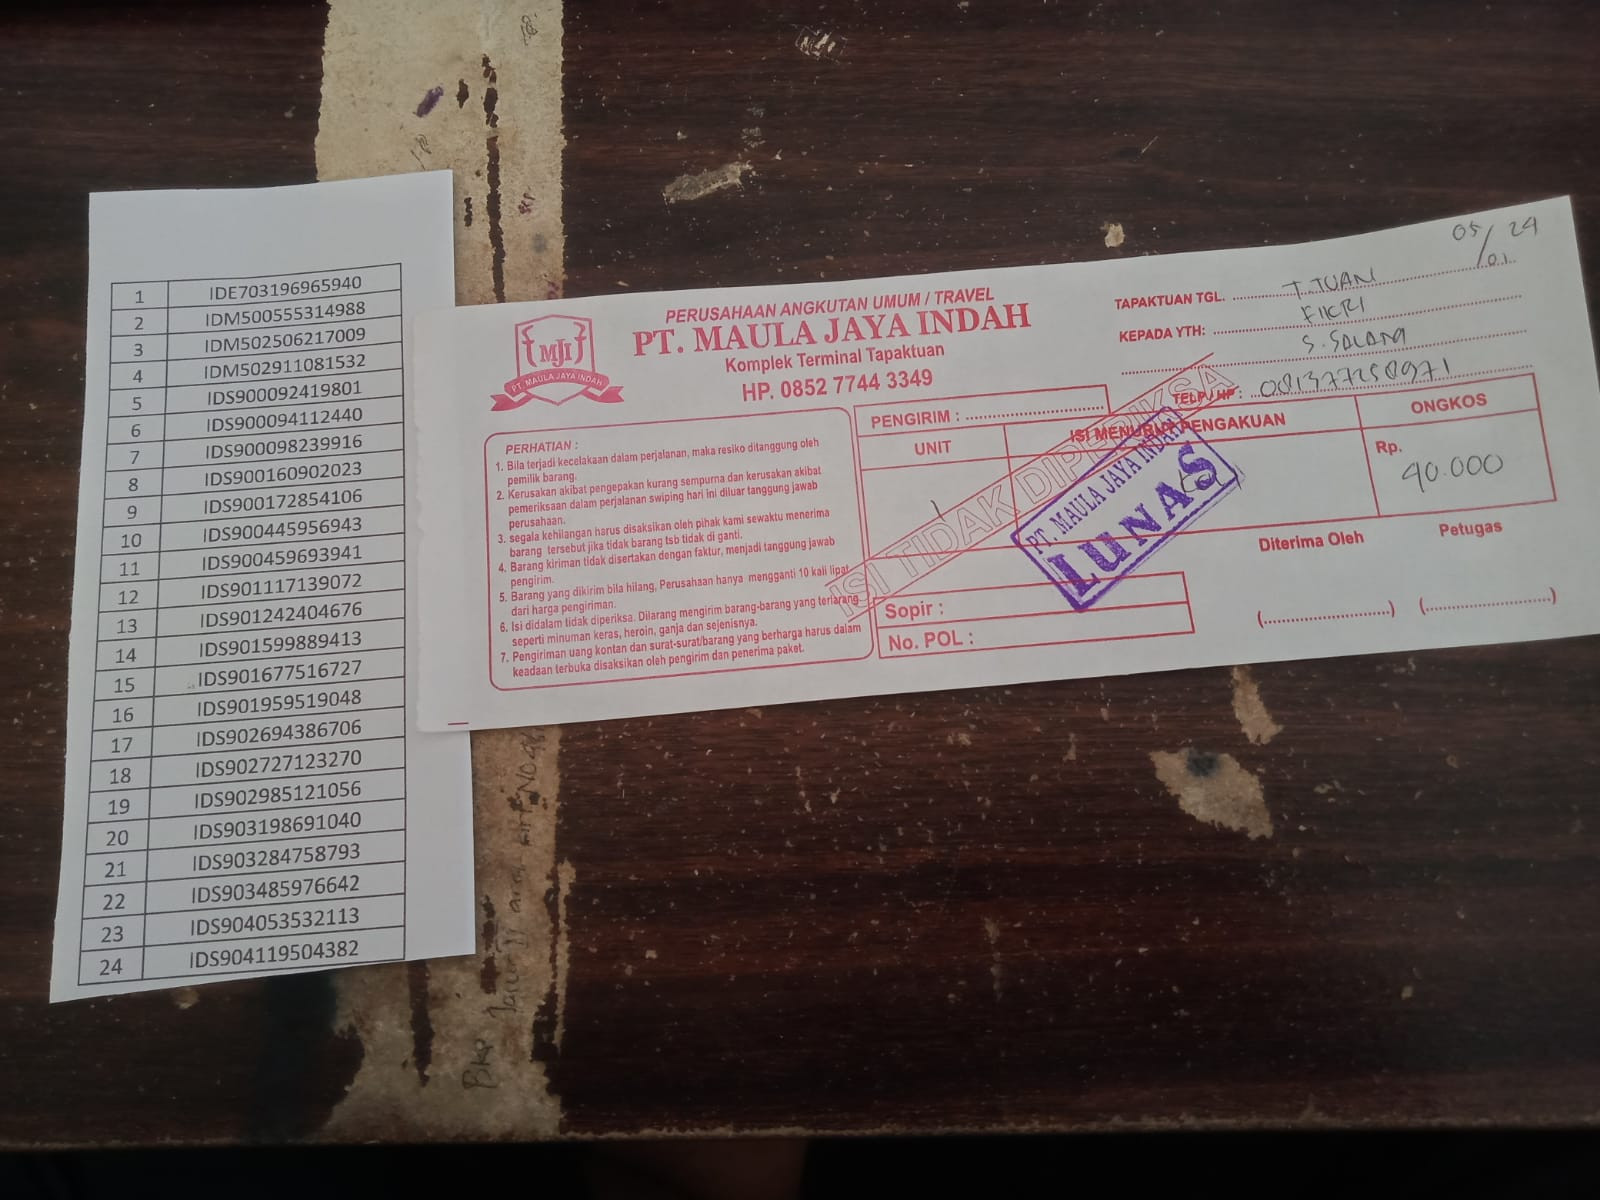 1 IDE703196965940
2 IDM500555314988
3 IDM502506217009
4 IDM502911081532
5 IDS900092419801
6 IDS900094112440
7 IDS900098239916
8 IDS900160902023
9 IDS900172854106
10 IDS900445956943
11 IDS900459693941
12 IDS901117139072
13 IDS901242404676
14 IDS901599889413
15 IDS901677516727
16 IDS901959519048
17 IDS902694386706
18 IDS902727123270
19 IDS902985121056
20 IDS903198691040
21 IDS903284758793
22 IDS903485976642
23 IDS904053532113
24 IDS904119504382
MJI
PT. MAULA JAYA INDAH
PERUSAHAAN ANGKUTAN UMUM / TRAVEL
PT. MAULA JAYA INDAH
Komplek Terminal Tapaktuan
HP. 0852 7744 3349
05/01 24
TAPAKTUAN TGL. T. TUAN
KEPADA YTH: FIKRI
S. SALAM
TELP / HP : 081377250971
PERHATIAN :
1. Bila terjadi kecelakaan dalam perjalanan, maka resiko ditanggung oleh
pemilik barang.
2. Kerusakan akibat pengepakan kurang sempurna dan kerusakan akibat
pemeriksaan dalam perjalanan swiping hari ini diluar tanggung jawab
perusahaan.
3. segala kehilangan harus disaksikan oleh pihak kami sewaktu menerima
barang tersebut jika tidak barang tsb tidak di ganti.
4. Barang kiriman tidak disertakan dengan faktur, menjadi tanggung jawab
pengirim.
5. Barang yang dikirim bila hilang, Perusahaan hanya mengganti 10 kali lipat
dari harga pengiriman.
6. Isi didalam tidak diperiksa. Dilarang mengirim barang-barang yang terlarang
seperti minuman keras, heroin, ganja dan sejenisnya.
7. Pengiriman uang kontan dan surat-surat/barang yang berharga harus dalam
keadaan terbuka disaksikan oleh pengirim dan penerima paket.
PENGIRIM :
UNIT
ISI MENURUT PENGAKUAN
ONGKOS
1
Rp. 40.000
ISI TIDAK DIPERIKSA
PT. MAULA JAYA INDAH
LUNAS
Sopir :
No. POL :
Diterima Oleh
Petugas
(....................)
(....................)